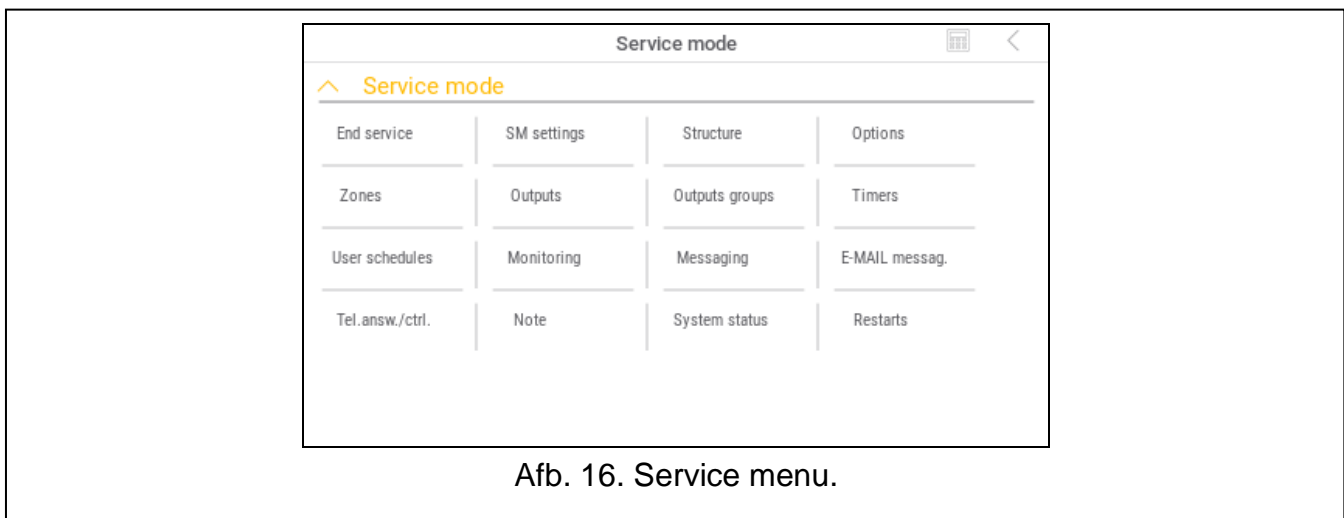 Service mode
Service mode
End service SM settings Structure Options
Zones Outputs Outputs groups Timers
User schedules Monitoring Messaging E-MAIL messag.
Tel.answ./ctrl. Note System status Restarts
Afb. 16. Service menu.